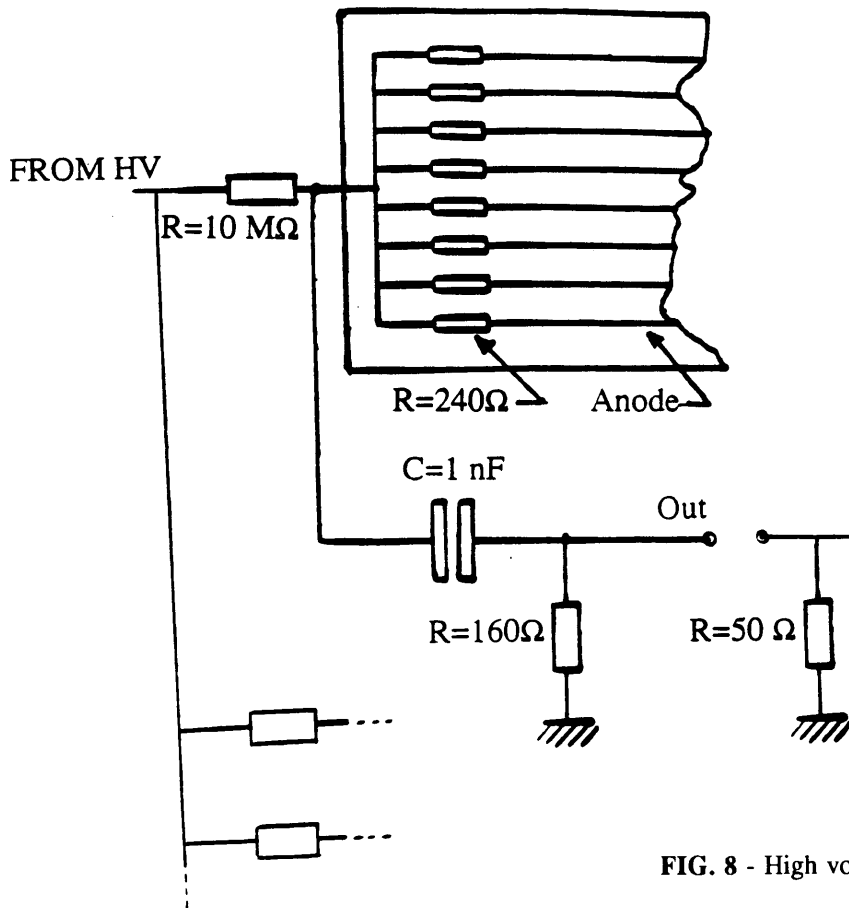 FROM HV
R=10 MΩ
R=240Ω
Anode
C=1 nF
Out
R=160Ω
R=50 Ω
FIG. 8 - High vo